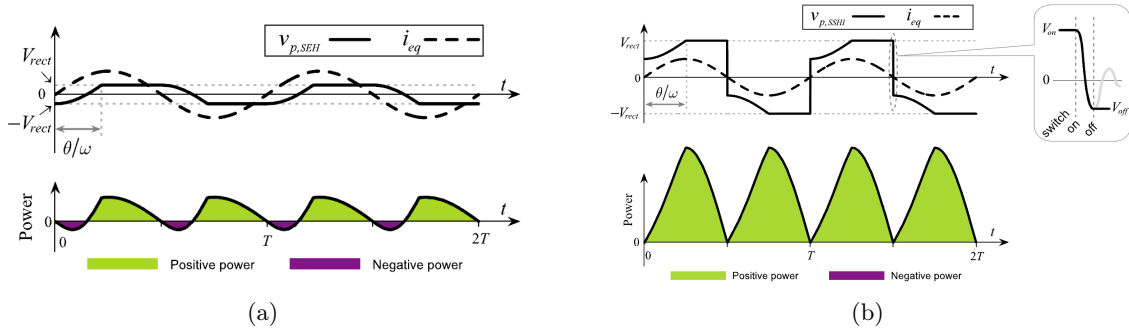 v_{p,SEH} i_{eq}
V_{rect}
0
−V_{rect}
t
θ/ω
Power
0
t
0 T 2T
Positive power Negative power
(a)
v_{p,SSHI} i_{eq}
V_{rect}
0
−V_{rect}
t
θ/ω
V_{on}
0
V_{off}
switch
on
off
Power
0
t
0 T 2T
Positive power Negative power
(b)